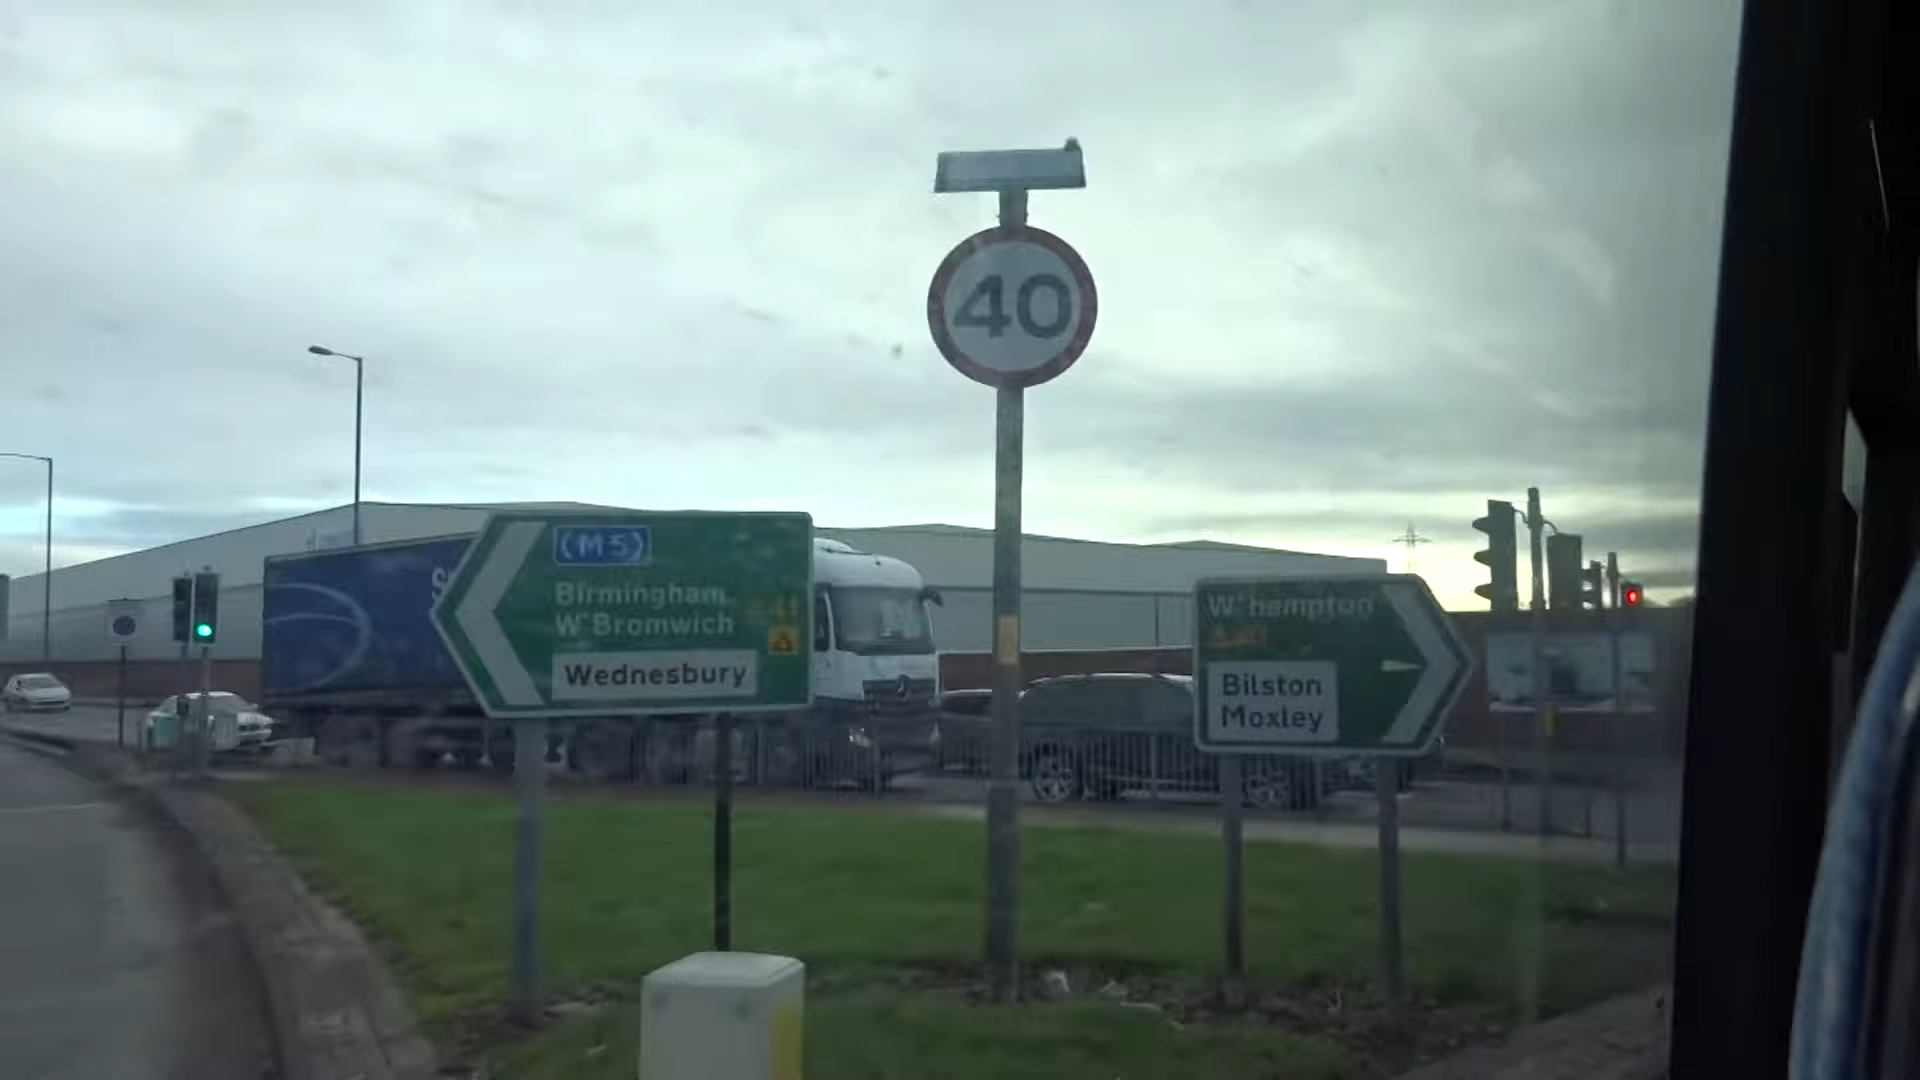 40
(M5)
Birmingham
W'Bromwich
A41
Wednesbury
W'hampton
A41
Bilston
Moxley